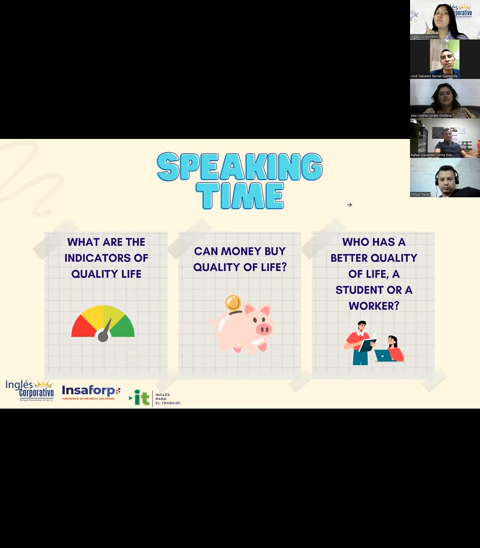 SPEAKING
TIME
WHAT ARE THE
INDICATORS OF
QUALITY LIFE
CAN MONEY BUY
QUALITY OF LIFE?
WHO HAS A
BETTER QUALITY
OF LIFE, A
STUDENT OR A
WORKER?
Inglés
Corporativo
Insaforp
it
INGLÉS
PARA
EL TRABAJO